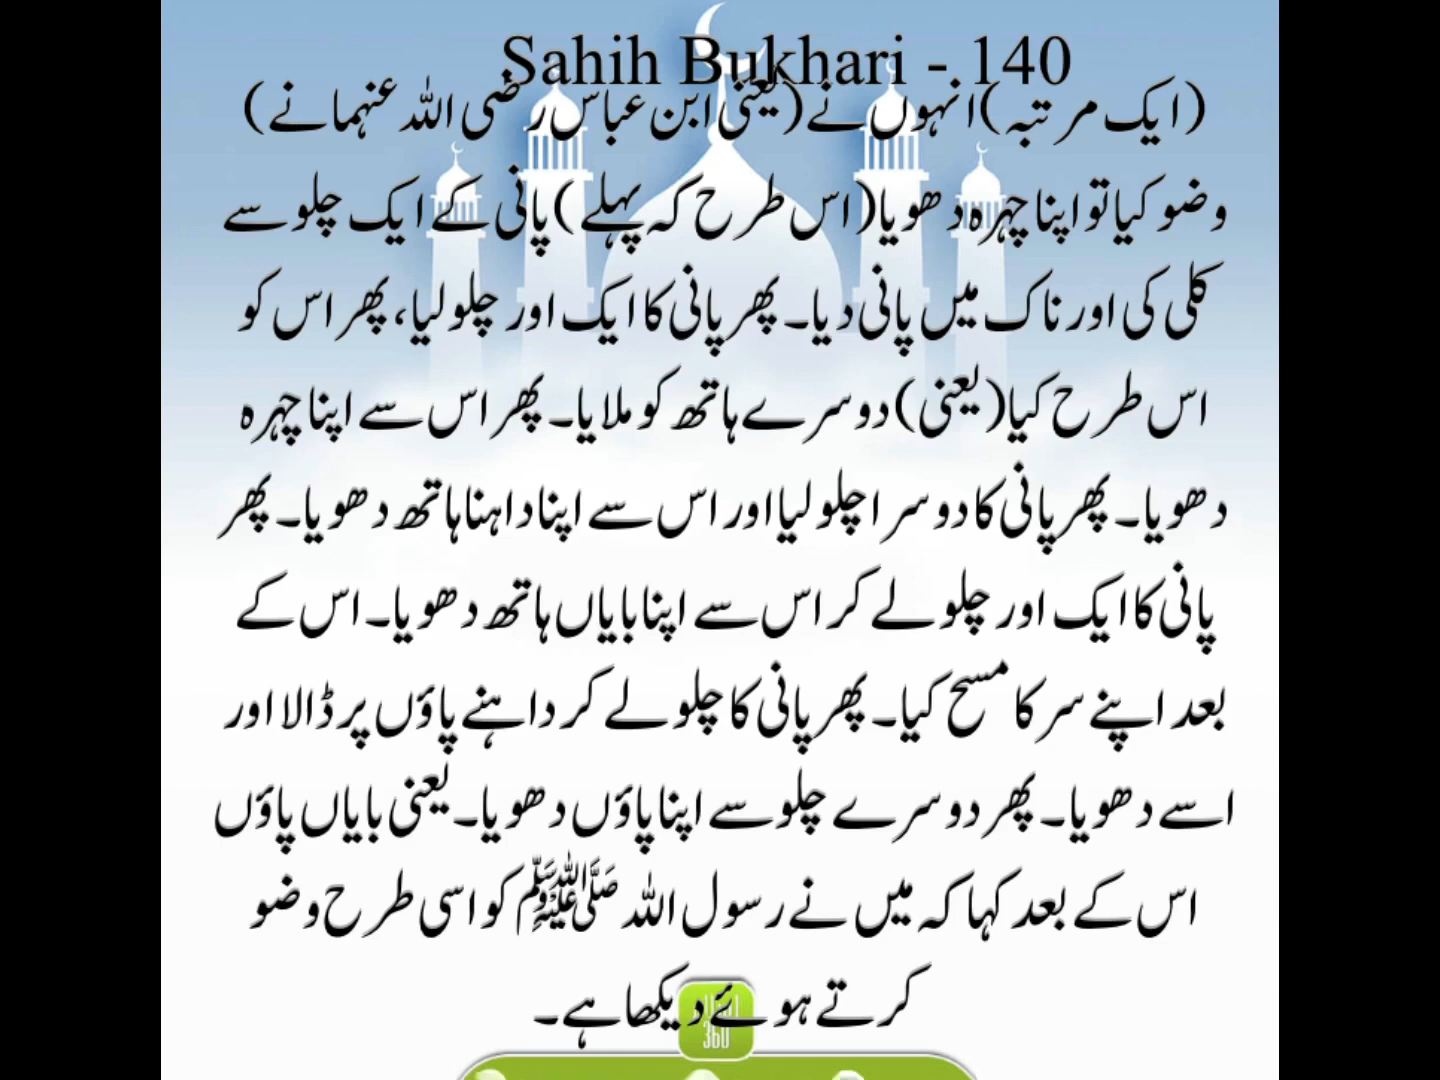 Sahih Bukhari - 140
(ایک مرتبہ)انہوں نے(یعنی ابن عباس رضی اللہ عنہما نے)
وضو کیا تو اپنا چہرہ دھویا(اس طرح کہ پہلے)پانی کے ایک چلو سے
کلی کی اور ناک میں پانی دیا۔ پھر پانی کا ایک اور چلو لیا، پھر اس کو
اس طرح کیا(یعنی)دوسرے ہاتھ کو ملایا۔ پھر اس سے اپنا چہرہ
دھویا۔ پھر پانی کا دوسرا چلو لیا اور اس سے اپنا داہنا ہاتھ دھویا۔ پھر
پانی کا ایک اور چلو لے کر اس سے اپنا بایاں ہاتھ دھویا۔ اس کے
بعد اپنے سر کا مسح کیا۔ پھر پانی کا چلو لے کر داہنے پاؤں پر ڈالا اور
اسے دھویا۔ پھر دوسرے چلو سے اپنا پاؤں دھویا۔ یعنی بایاں پاؤں
اس کے بعد کہا کہ میں نے رسول اللہ ﷺ کو اسی طرح وضو
کرتے ہوئے دیکھا ہے۔
360